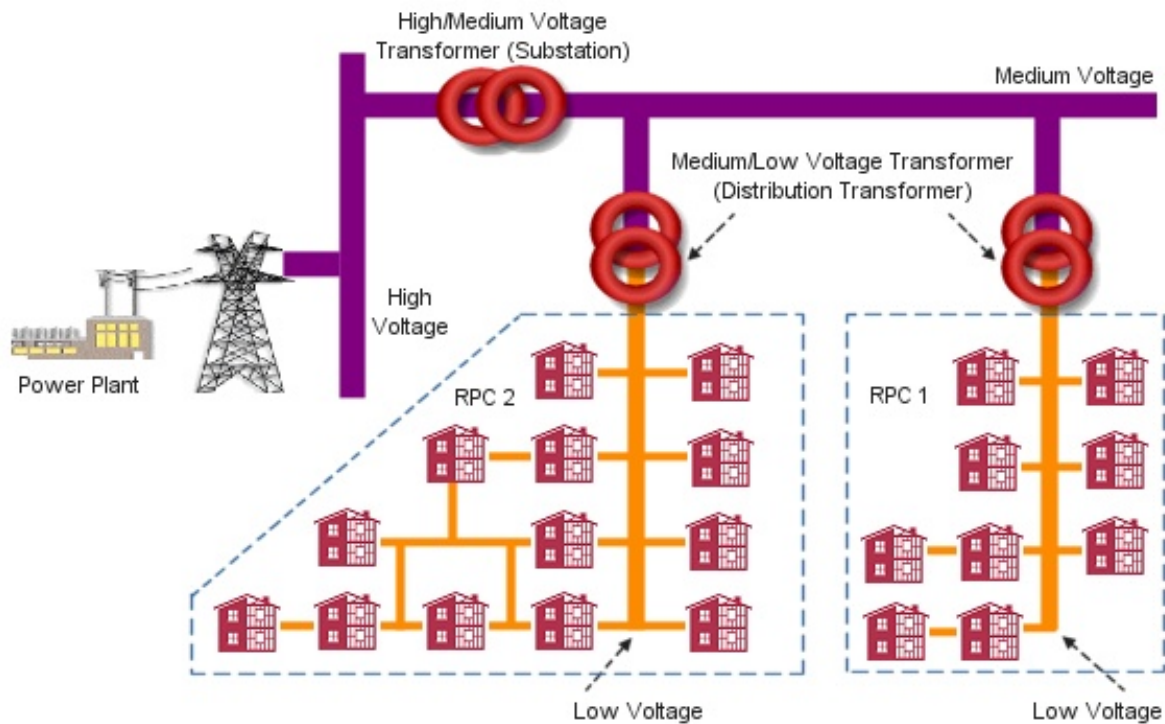 High/Medium Voltage
Transformer (Substation)
Medium Voltage
Medium/Low Voltage Transformer
(Distribution Transformer)
High
Voltage
Power Plant
RPC 2
RPC 1
Low Voltage
Low Voltage